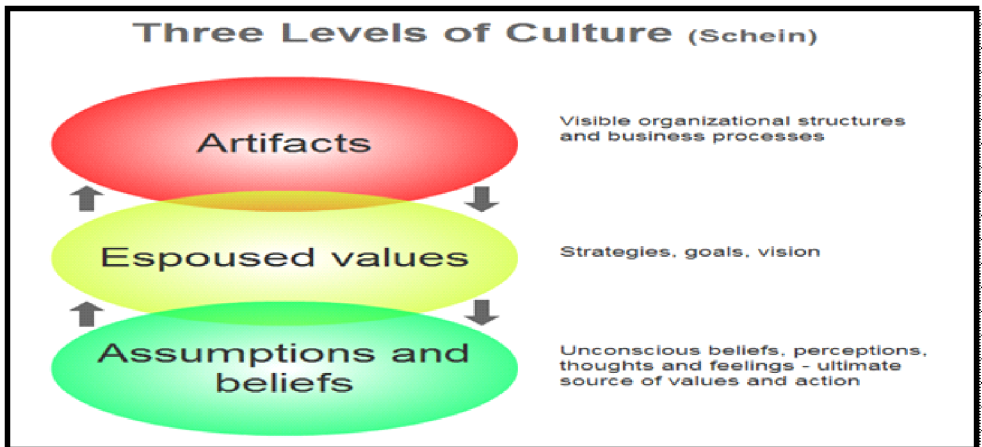 Three Levels of Culture (Schein)
Artifacts
Visible organizational structures
and business processes
Espoused values
Strategies, goals, vision
Assumptions and
beliefs
Unconscious beliefs, perceptions,
thoughts and feelings - ultimate
source of values and action